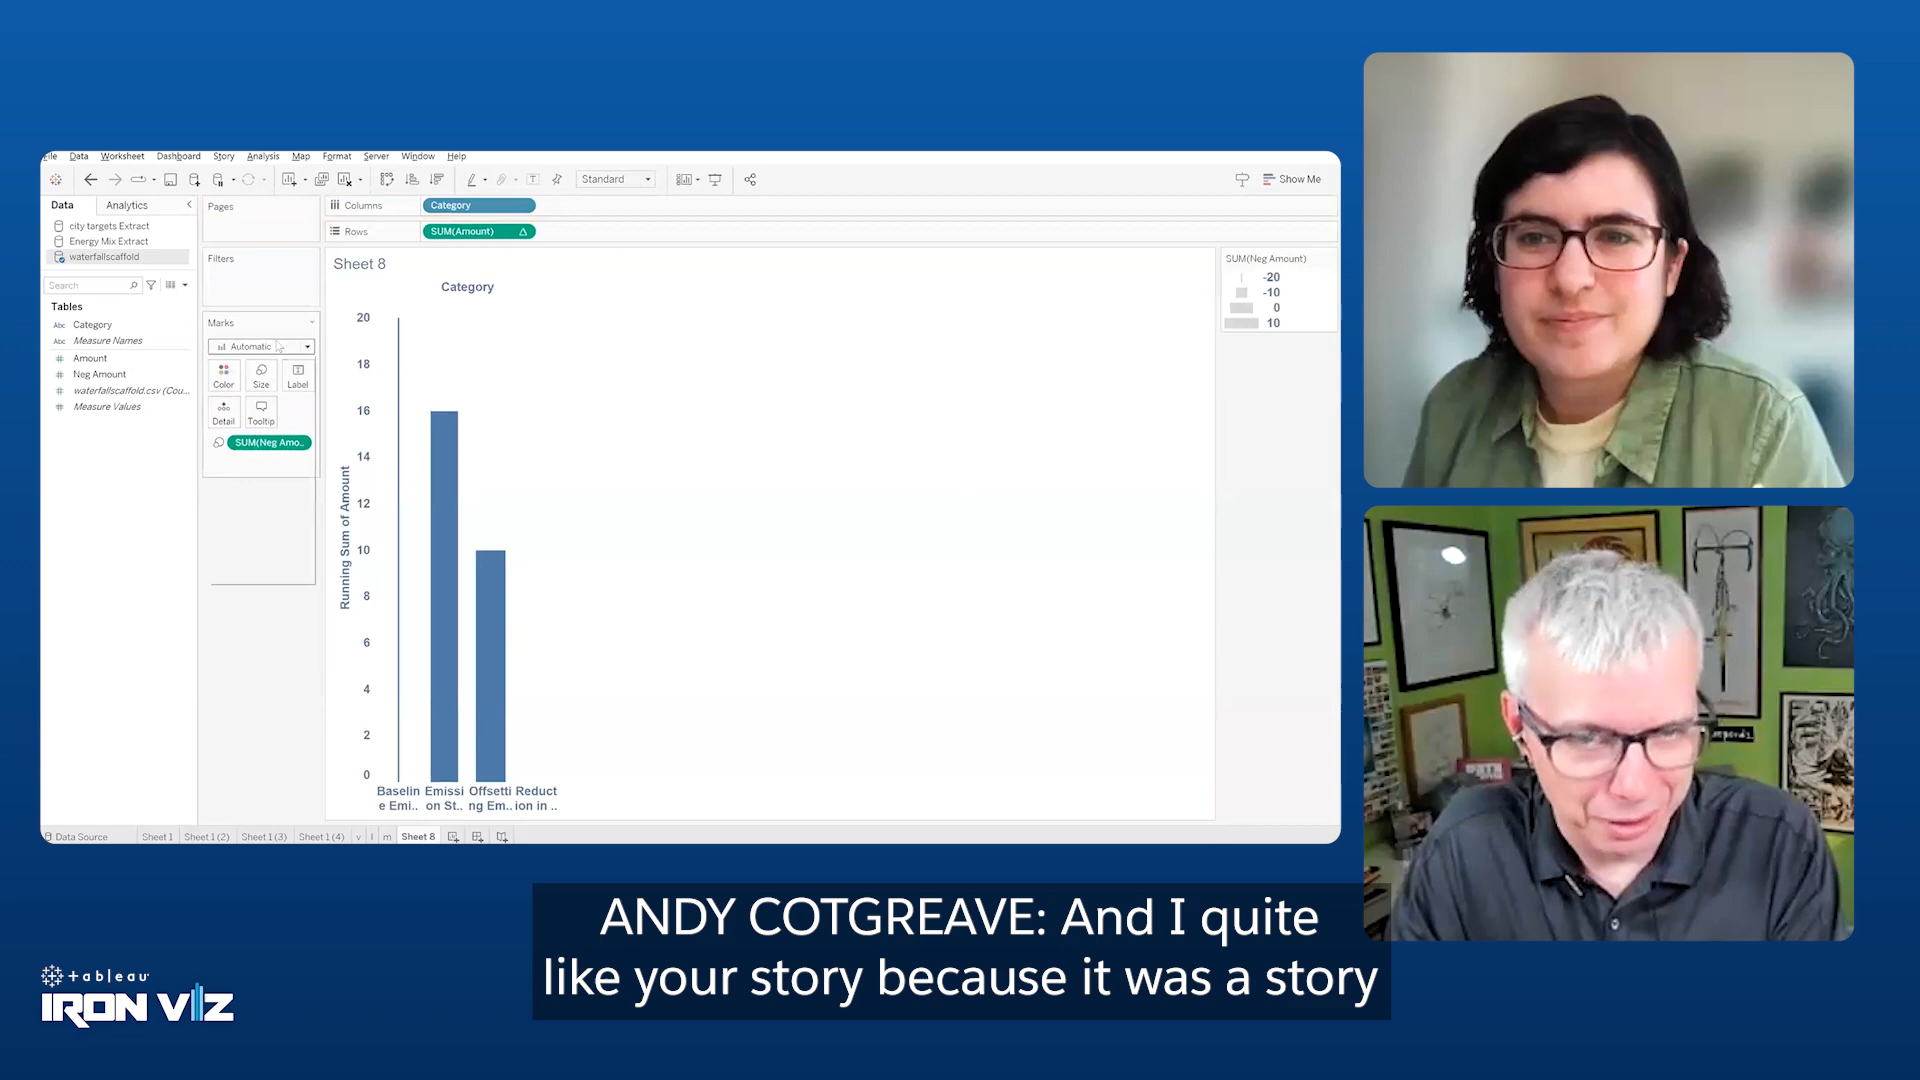 File Data Worksheet Dashboard Story Analysis Map Format Server Window Help
Standard
Show Me
Data Analytics
Pages
Columns
Category
city targets Extract
Energy Mix Extract
waterfallscaffold
Rows
SUM(Amount)
Filters
Search
Tables
Abc Category
Abc Measure Names
Amount
Neg Amount
waterfallscaffold.csv (Cou...
Measure Values
Marks
Automatic
Color Size Label
Detail Tooltip
SUM(Neg Amo..
Sheet 8
Category
Running Sum of Amount
20
18
16
14
12
10
8
6
4
2
0
Baselin Emissi Offsetti Reduct
e Emi.. on St.. ng Em.. ion in ..
SUM(Neg Amount)
-20
-10
0
10
Data Source Sheet 1 Sheet 1 (2) Sheet 1 (3) Sheet 1 (4) v l m Sheet 8
ANDY COTGREAVE: And I quite
like your story because it was a story
+ a b l e a u
IRON VIZ